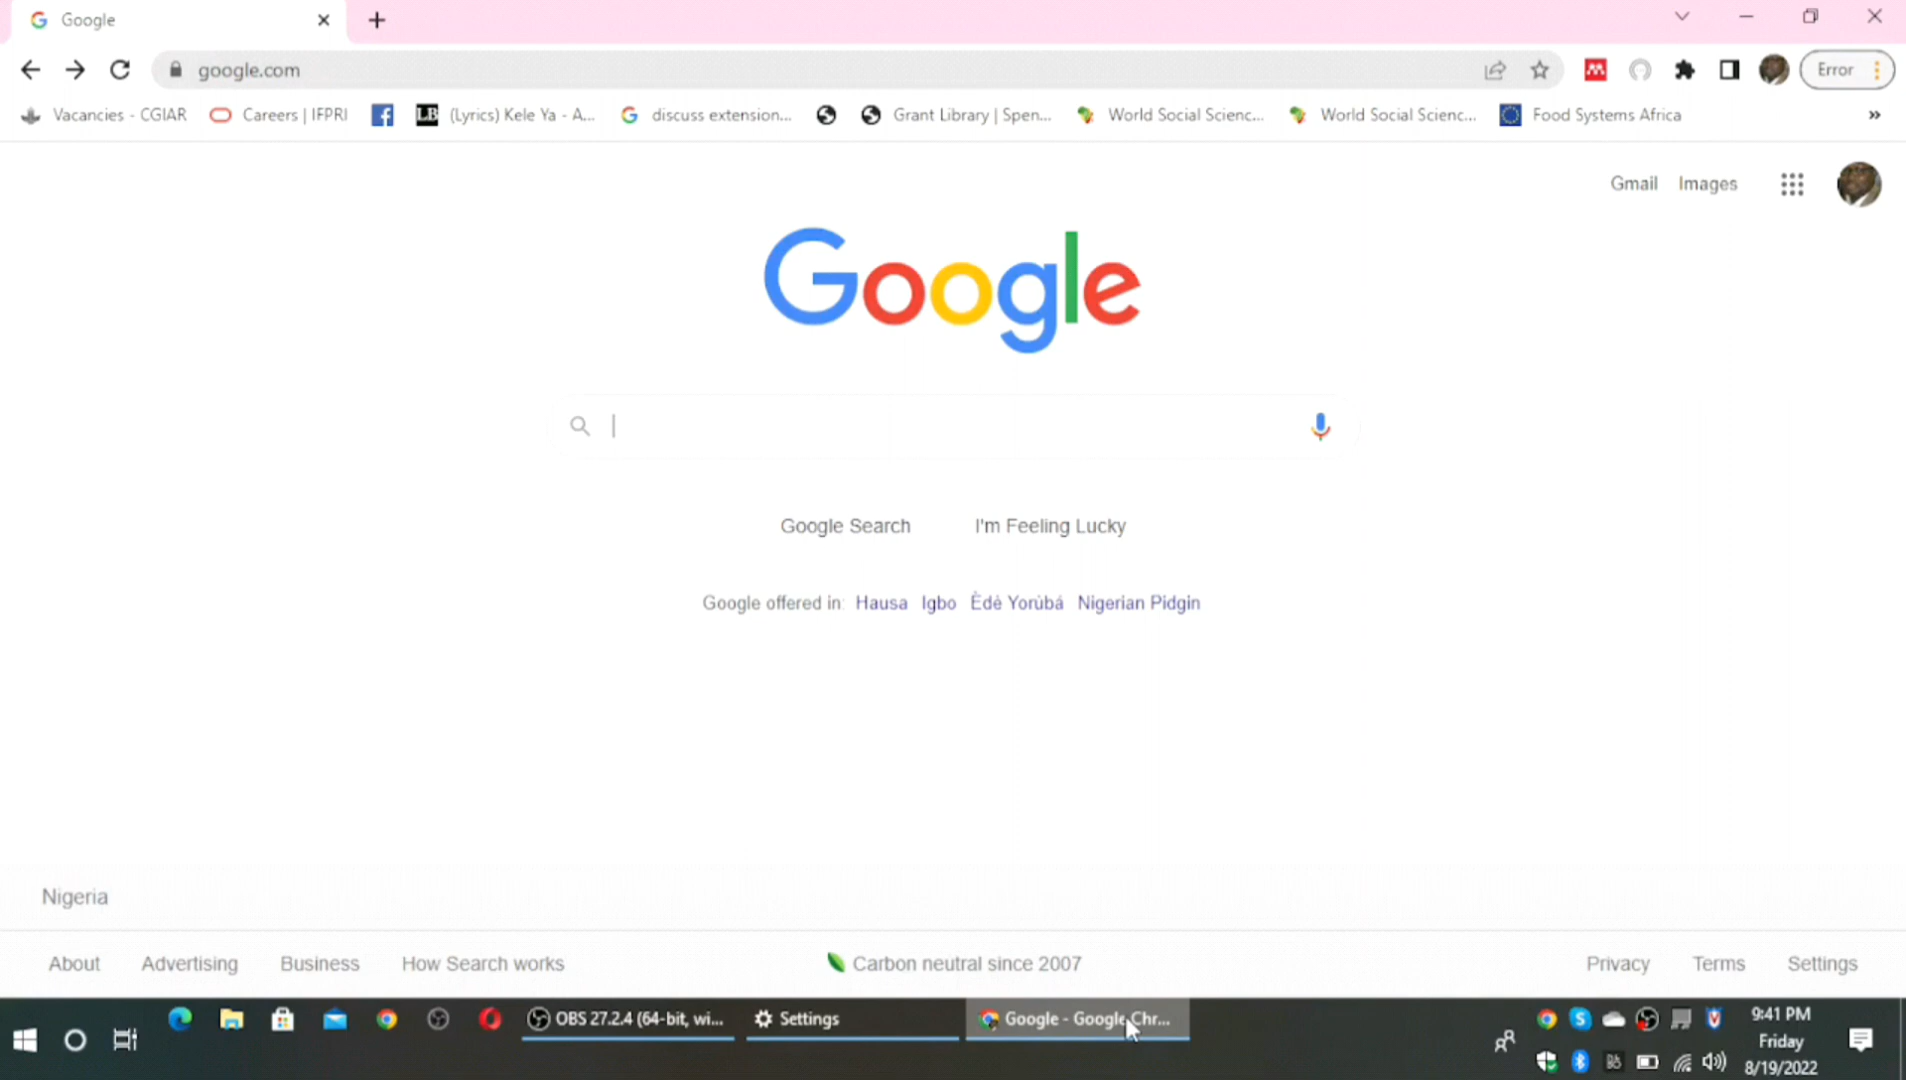 Google
google.com
Error
Vacancies - CGIAR
Careers | IFPRI
LB
(Lyrics) Kele Ya - A...
discuss extension...
Grant Library | Spen...
World Social Scienc...
World Social Scienc...
Food Systems Africa
»
Gmail
Images
Google
Google Search
I'm Feeling Lucky
Google offered in: Hausa Igbo Èdè Yorùbá Nigerian Pidgin
Nigeria
About
Advertising
Business
How Search works
Carbon neutral since 2007
Privacy
Terms
Settings
OBS 27.2.4 (64-bit, wi...
Settings
Google - Google Chr...
9:41 PM
Friday
8/19/2022